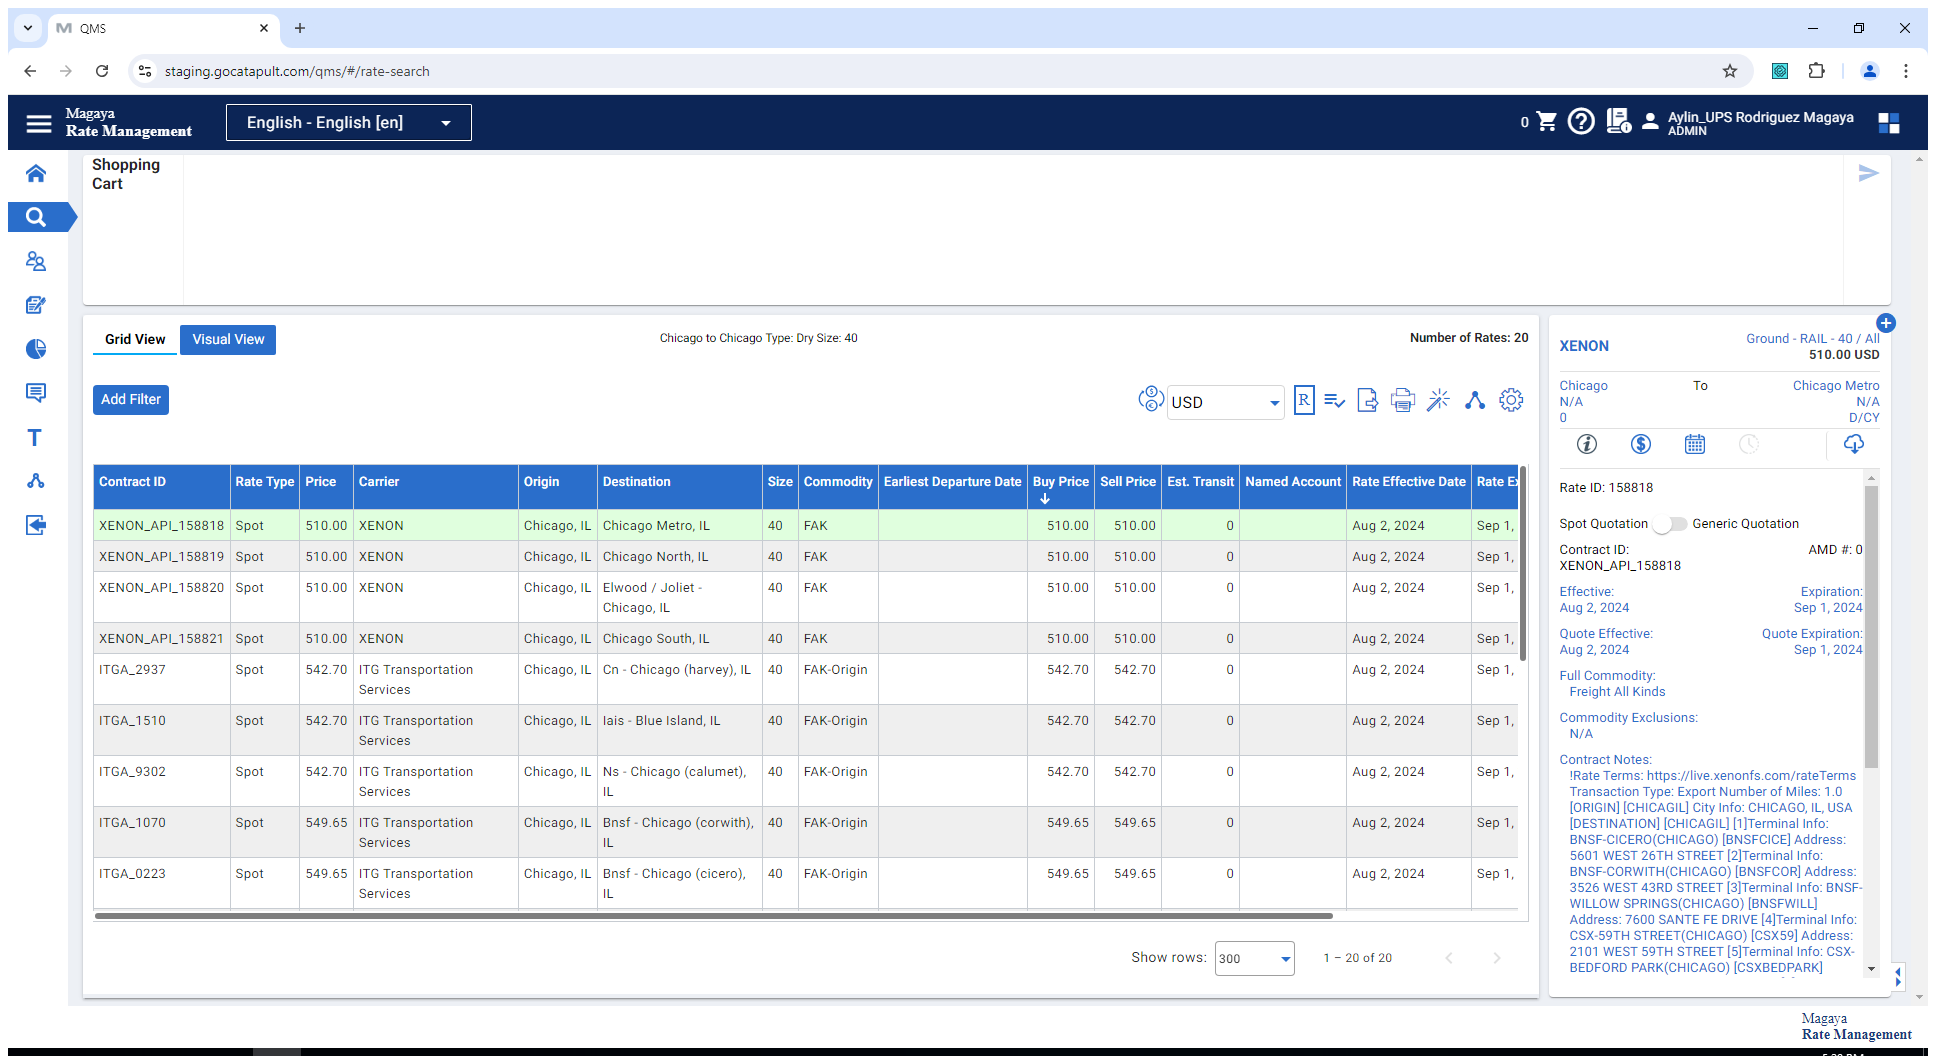 QMS
staging.gocatapult.com/qms/#/rate-search
Magaya
Rate Management
English - English [en]
0
Aylin_UPS Rodriguez Magaya
ADMIN
Shopping
Cart
Grid View
Visual View
Chicago to Chicago Type: Dry Size: 40
Number of Rates: 20
Add Filter
USD
R
Contract ID Rate Type Price Carrier Origin Destination Size Commodity Earliest Departure Date Buy Price Sell Price Est. Transit Named Account Rate Effective Date Rate Ex
XENON_API_158818 Spot 510.00 XENON Chicago, IL Chicago Metro, IL 40 FAK 510.00 510.00 0 Aug 2, 2024 Sep 1,
XENON_API_158819 Spot 510.00 XENON Chicago, IL Chicago North, IL 40 FAK 510.00 510.00 0 Aug 2, 2024 Sep 1,
XENON_API_158820 Spot 510.00 XENON Chicago, IL Elwood / Joliet - 40 FAK 510.00 510.00 0 Aug 2, 2024 Sep 1,
Chicago, IL
XENON_API_158821 Spot 510.00 XENON Chicago, IL Chicago South, IL 40 FAK 510.00 510.00 0 Aug 2, 2024 Sep 1,
ITGA_2937 Spot 542.70 ITG Transportation Chicago, IL Cn - Chicago (harvey), IL 40 FAK-Origin 542.70 542.70 0 Aug 2, 2024 Sep 1,
Services
ITGA_1510 Spot 542.70 ITG Transportation Chicago, IL Iais - Blue Island, IL 40 FAK-Origin 542.70 542.70 0 Aug 2, 2024 Sep 1,
Services
ITGA_9302 Spot 542.70 ITG Transportation Chicago, IL Ns - Chicago (calumet), 40 FAK-Origin 542.70 542.70 0 Aug 2, 2024 Sep 1,
Services IL
ITGA_1070 Spot 549.65 ITG Transportation Chicago, IL Bnsf - Chicago (corwith), 40 FAK-Origin 549.65 549.65 0 Aug 2, 2024 Sep 1,
Services IL
ITGA_0223 Spot 549.65 ITG Transportation Chicago, IL Bnsf - Chicago (cicero), 40 FAK-Origin 549.65 549.65 0 Aug 2, 2024 Sep 1,
Services IL
Show rows: 300 1 – 20 of 20
XENON
Ground - RAIL - 40 / All
510.00 USD
Chicago To Chicago Metro
N/A N/A
0 D/CY
Rate ID: 158818
Spot Quotation Generic Quotation
Contract ID: AMD #: 0
XENON_API_158818
Effective: Expiration:
Aug 2, 2024 Sep 1, 2024
Quote Effective: Quote Expiration:
Aug 2, 2024 Sep 1, 2024
Full Commodity:
Freight All Kinds
Commodity Exclusions:
N/A
Contract Notes:
!Rate Terms: https://live.xenonfs.com/rateTerms
Transaction Type: Export Number of Miles: 1.0
[ORIGIN] [CHICAGIL] City Info: CHICAGO, IL, USA
[DESTINATION] [CHICAGIL] [1]Terminal Info:
BNSF-CICERO(CHICAGO) [BNSFCICE] Address:
5601 WEST 26TH STREET [2]Terminal Info:
BNSF-CORWITH(CHICAGO) [BNSFCOR] Address:
3526 WEST 43RD STREET [3]Terminal Info: BNSF-
WILLOW SPRINGS(CHICAGO) [BNSFWILL]
Address: 7600 SANTE FE DRIVE [4]Terminal Info:
CSX-59TH STREET(CHICAGO) [CSX59] Address:
2101 WEST 59TH STREET [5]Terminal Info: CSX-
BEDFORD PARK(CHICAGO) [CSXBEDPARK]
Magaya
Rate Management